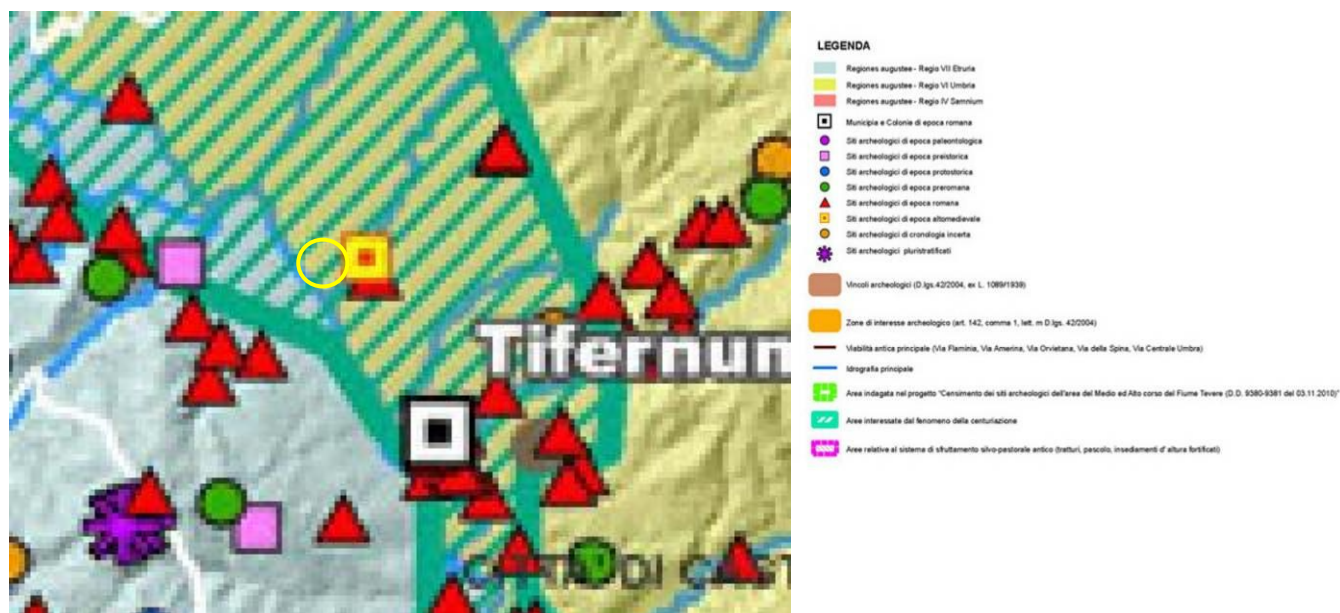 Tifernum
CITTÀ DI CAST
LEGENDA
Regiones augustee - Regio VII Etruria
Regiones augustee - Regio VI Umbria
Regiones augustee - Regio IV Samnium
Municipia e Colonie di epoca romana
Siti archeologici di epoca paleontologica
Siti archeologici di epoca preistorica
Siti archeologici di epoca protostorica
Siti archeologici di epoca preromana
Siti archeologici di epoca romana
Siti archeologici di epoca altomedievale
Siti archeologici di cronologia incerta
Siti archeologici pluristratificati
Vincoli archeologici (D.lgs.42/2004, ex L. 1089/1939)
Zone di interesse archeologico (art. 142, comma 1, lett. m D.lgs. 42/2004)
Viabilità antica principale (Via Flaminia, Via Amerina, Via Orvietana, Via della Spina, Via Centrale Umbra)
Idrografia principale
Area indagata nel progetto "Censimento dei siti archeologici dell'area del Medio ed Alto corso del Fiume Tevere (D.D. 9380-9381 del 03.11.2010)"
Aree interessate dal fenomeno della centuriazione
Aree relative al sistema di sfruttamento silvo-pastorale antico (tratturi, pascolo, insediamenti d'altura fortificati)